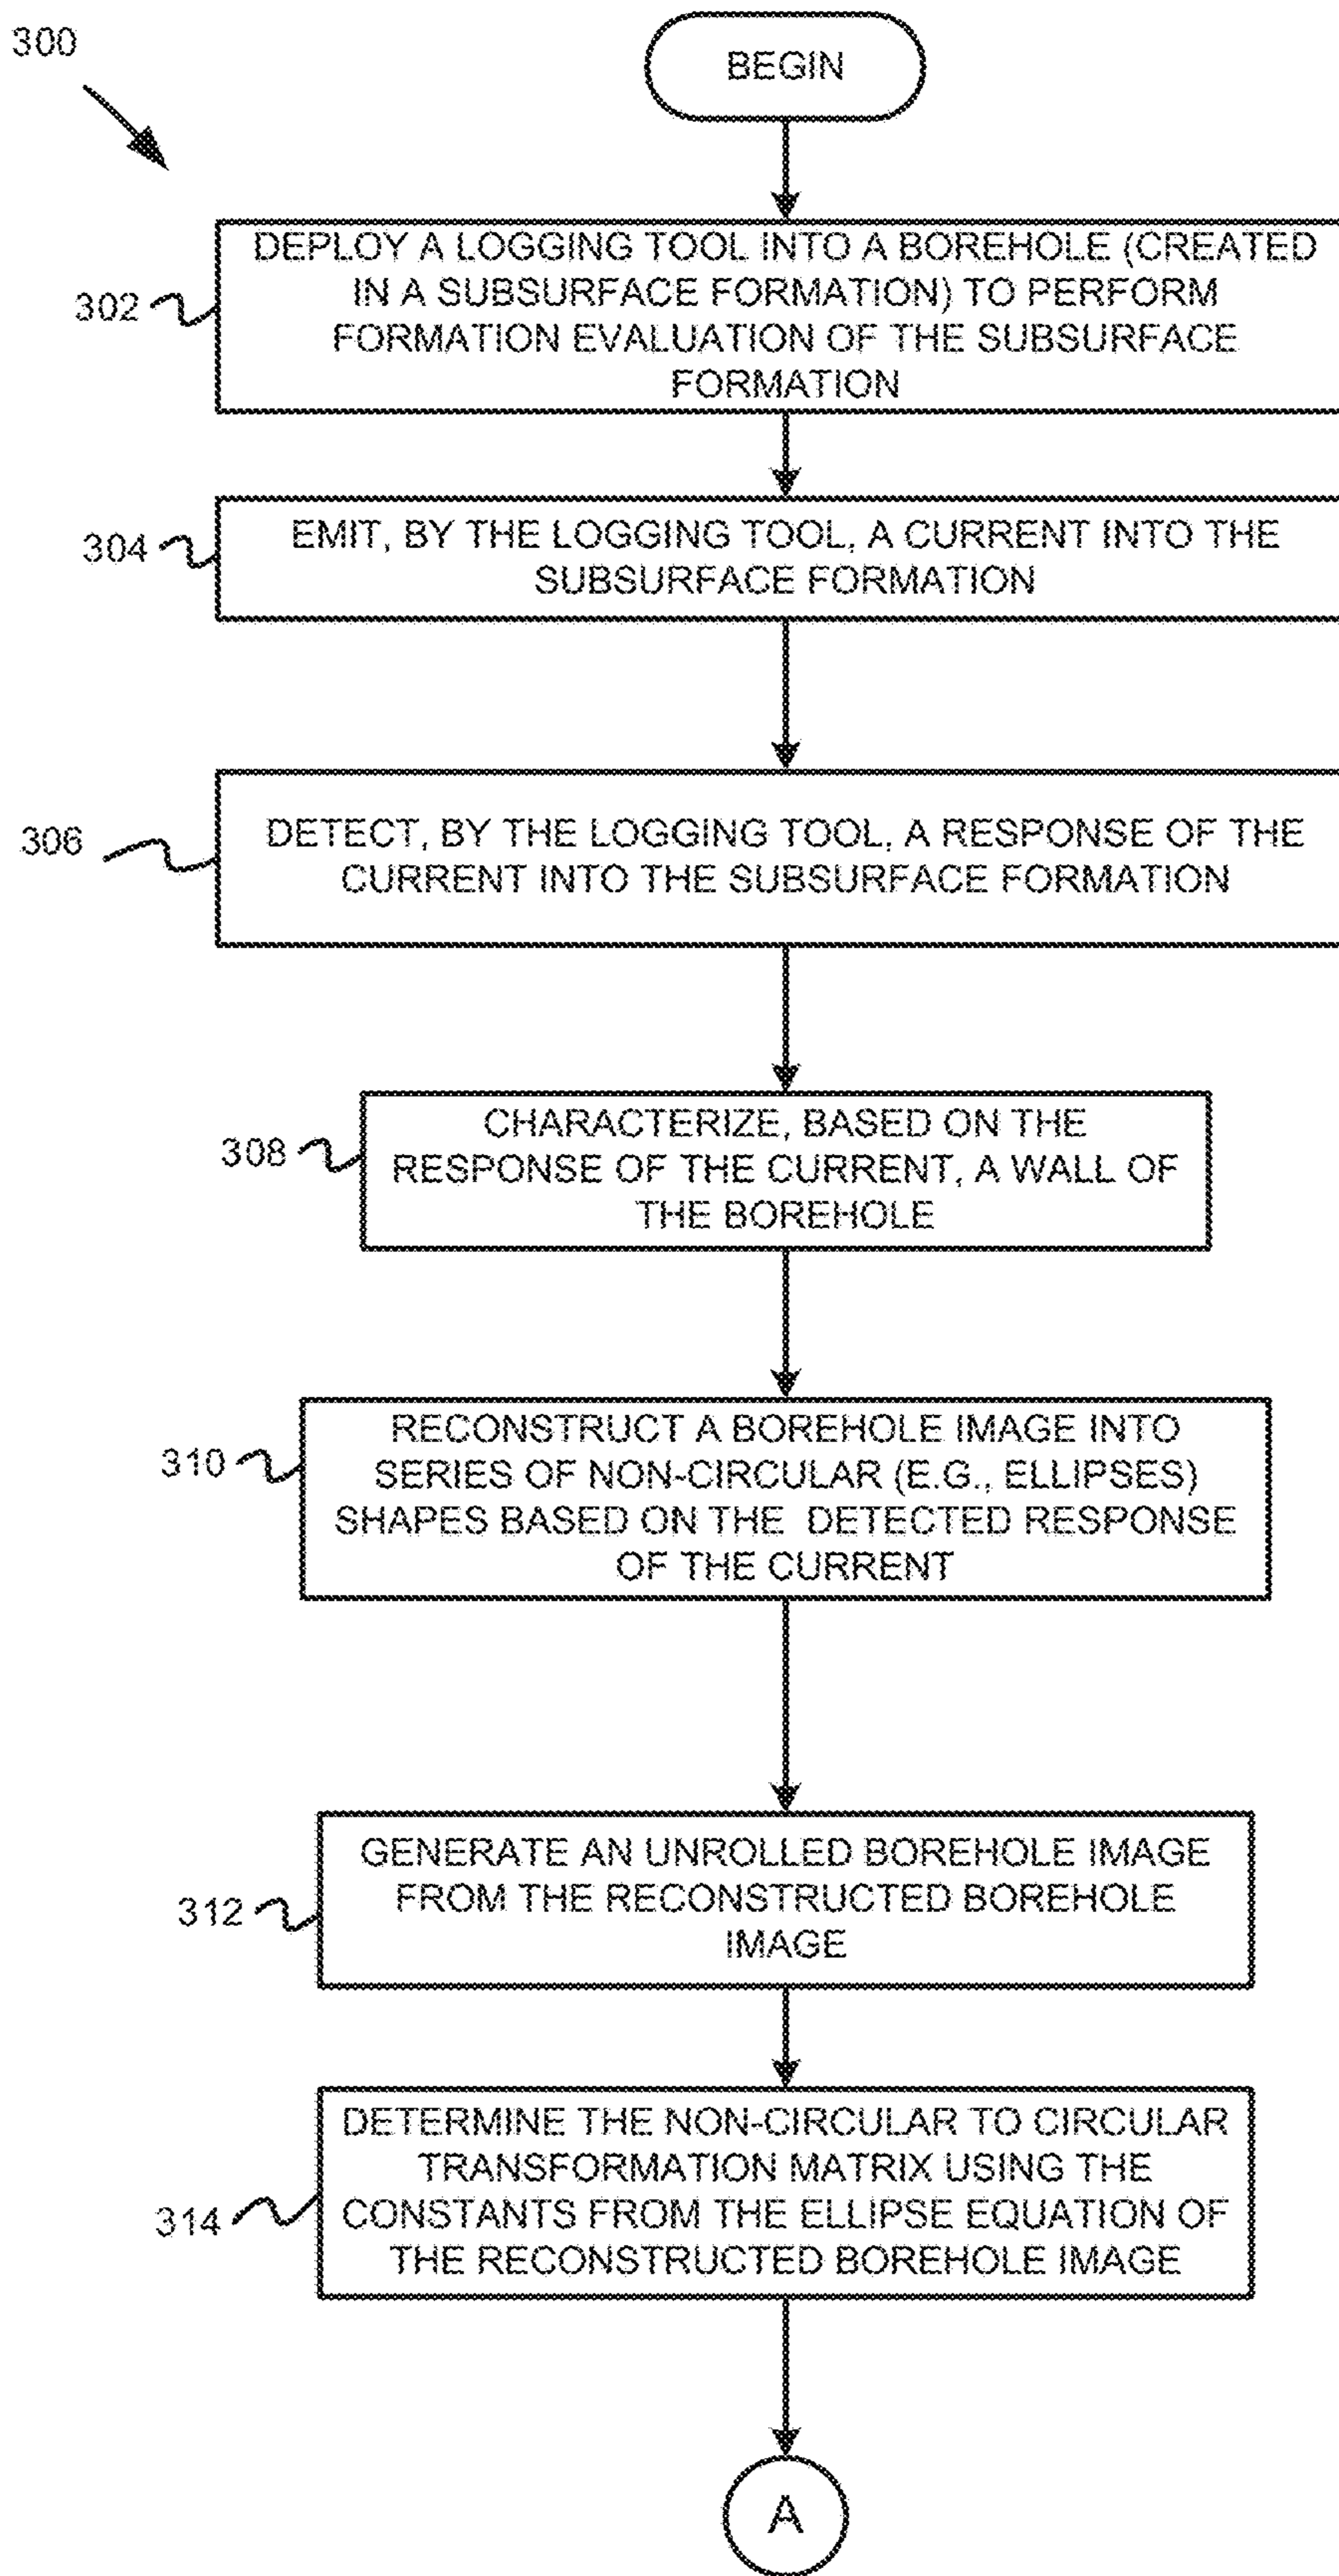 300
BEGIN
302
DEPLOY A LOGGING TOOL INTO A BOREHOLE (CREATED
IN A SUBSURFACE FORMATION) TO PERFORM
FORMATION EVALUATION OF THE SUBSURFACE
FORMATION
304
EMIT, BY THE LOGGING TOOL, A CURRENT INTO THE
SUBSURFACE FORMATION
306
DETECT, BY THE LOGGING TOOL, A RESPONSE OF THE
CURRENT INTO THE SUBSURFACE FORMATION
308
CHARACTERIZE, BASED ON THE
RESPONSE OF THE CURRENT, A WALL OF
THE BOREHOLE
310
RECONSTRUCT A BOREHOLE IMAGE INTO
SERIES OF NON-CIRCULAR (E.G., ELLIPSES)
SHAPES BASED ON THE DETECTED RESPONSE
OF THE CURRENT
312
GENERATE AN UNROLLED BOREHOLE IMAGE
FROM THE RECONSTRUCTED BOREHOLE
IMAGE
314
DETERMINE THE NON-CIRCULAR TO CIRCULAR
TRANSFORMATION MATRIX USING THE
CONSTANTS FROM THE ELLIPSE EQUATION OF
THE RECONSTRUCTED BOREHOLE IMAGE
A